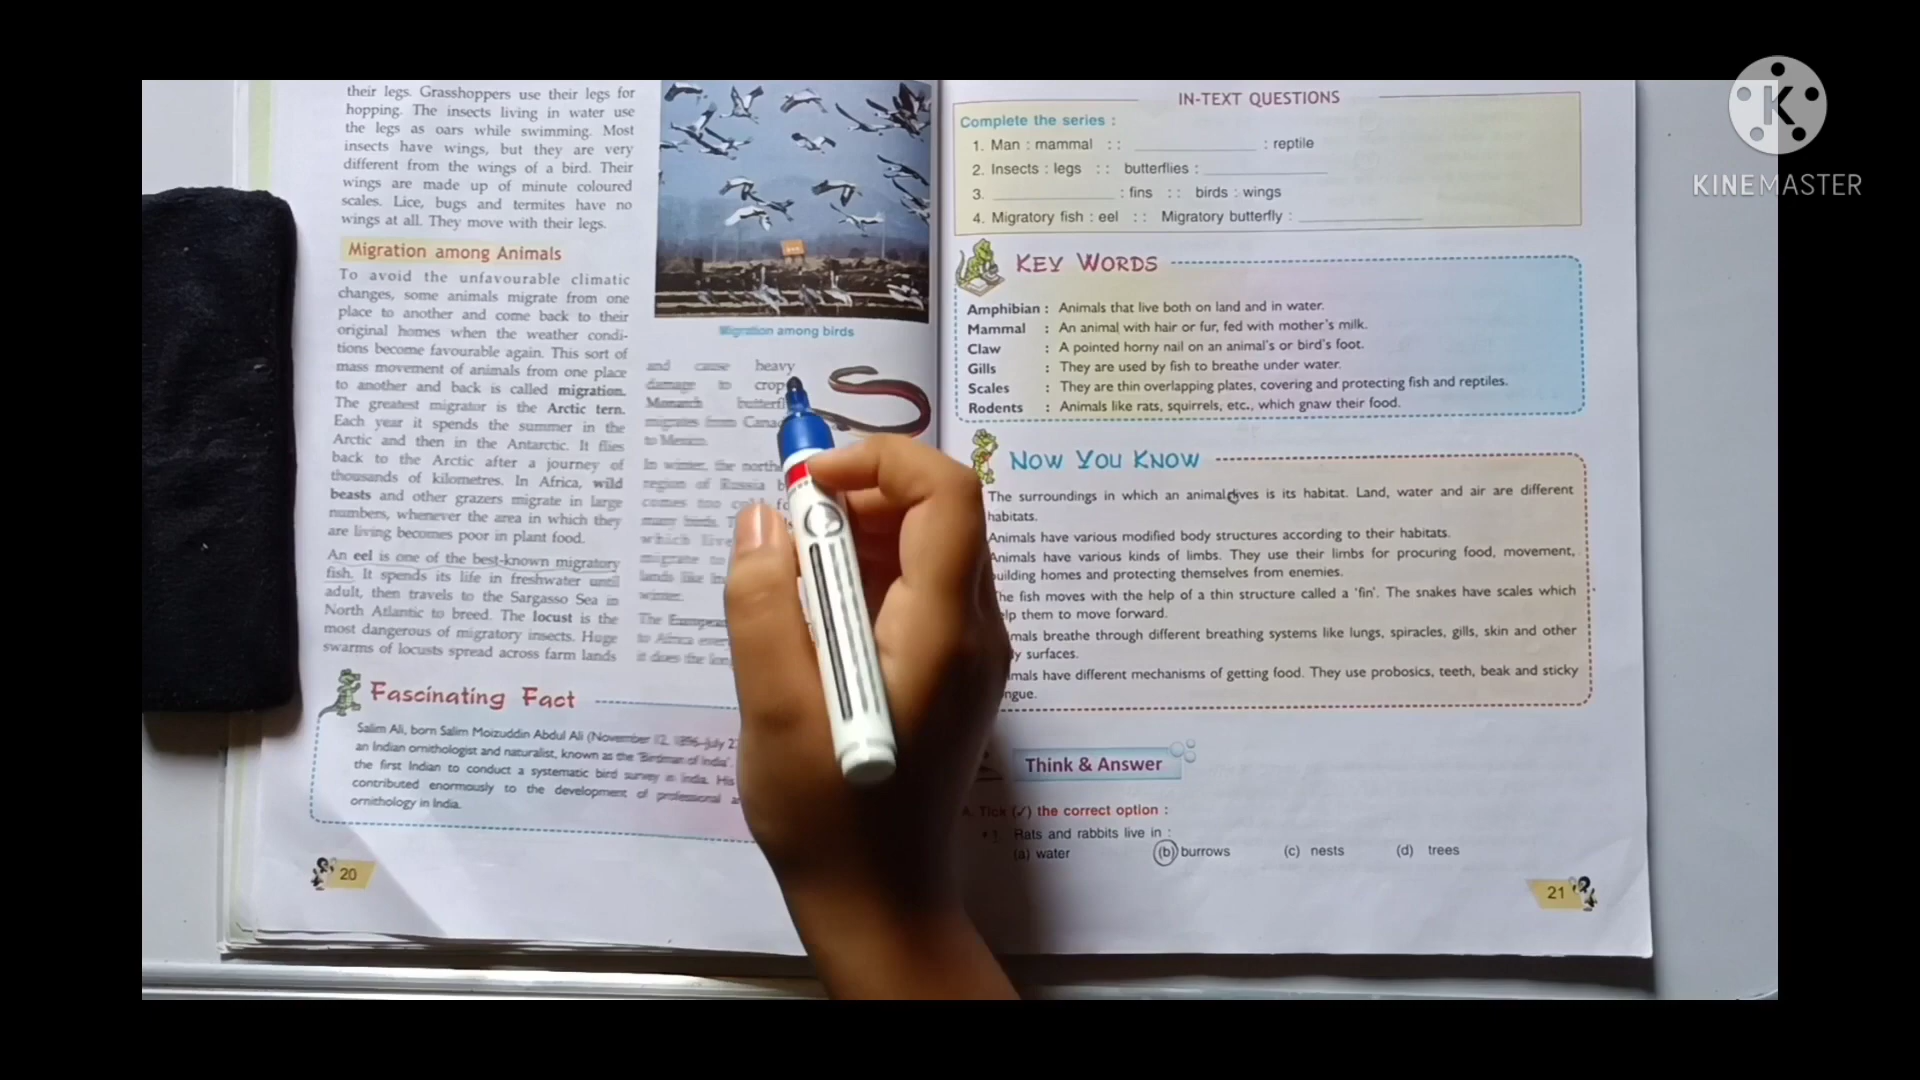 their legs. Grasshoppers use their legs for
hopping. The insects living in water use
the legs as oars while swimming. Most
insects have wings, but they are very
different from the wings of a bird. Their
wings are made up of minute coloured
scales. Lice, bugs and termites have no
wings at all. They move with their legs.
Migration among Animals
To avoid the unfavourable climatic
changes, some animals migrate from one
place to another and come back to their
original homes when the weather condi-
tions become favourable again. This sort of
mass movement of animals from one place
to another and back is called migration.
The greatest migrator is the Arctic tern.
Each year it spends the summer in the
Arctic and then in the Antarctic. It flies
back to the Arctic after a journey of
thousands of kilometres. In Africa, wild
beasts and other grazers migrate in large
numbers, whenever the area in which they
are living becomes poor in plant food.
An eel is one of the best-known migratory
fish. It spends its life in freshwater until
adult, then travels to the Sargasso Sea in
North Atlantic to breed. The locust is the
most dangerous of migratory insects. Huge
swarms of locusts spread across farm lands
Migration among birds
and cause heavy
damage to crop
Monarch
migrates from
to Mexico.
In winter, the
region of Russia
comes too
many birds.
which live
migrate to
lands like
winter.
The European
to Africa
it does the
Fascinating Fact
Salim Ali, born Salim Moizuddin Abdul Ali (November 12, 1896–July
an Indian ornithologist and naturalist, known as the 'Birdman of India'.
the first Indian to conduct a systematic bird survey in India. His
contributed enormously to the development of professional
ornithology in India.
20
IN-TEXT QUESTIONS
Complete the series :
1. Man : mammal :: ____________ : reptile
2. Insects : legs :: butterflies : ____________
3. ____________ : fins :: birds : wings
4. Migratory fish : eel :: Migratory butterfly : ____________
KEY WORDS
Amphibian : Animals that live both on land and in water.
Mammal : An animal with hair or fur, fed with mother's milk.
Claw : A pointed horny nail on an animal's or bird's foot.
Gills : They are used by fish to breathe under water.
Scales : They are thin overlapping plates, covering and protecting fish and reptiles.
Rodents : Animals like rats, squirrels, etc., which gnaw their food.
NOW YOU KNOW
The surroundings in which an animal lives is its habitat. Land, water and air are different
habitats.
Animals have various modified body structures according to their habitats.
Animals have various kinds of limbs. They use their limbs for procuring food, movement,
building homes and protecting themselves from enemies.
The fish moves with the help of a thin structure called a 'fin'. The snakes have scales which
help them to move forward.
breathe through different breathing systems like lungs, spiracles, gills, skin and other
surfaces.
have different mechanisms of getting food. They use probosics, teeth, beak and sticky
Think & Answer
A. Tick (✓) the correct option :
1. Rats and rabbits live in :
(a) water (b) burrows (c) nests (d) trees
21
K
KINEMASTER